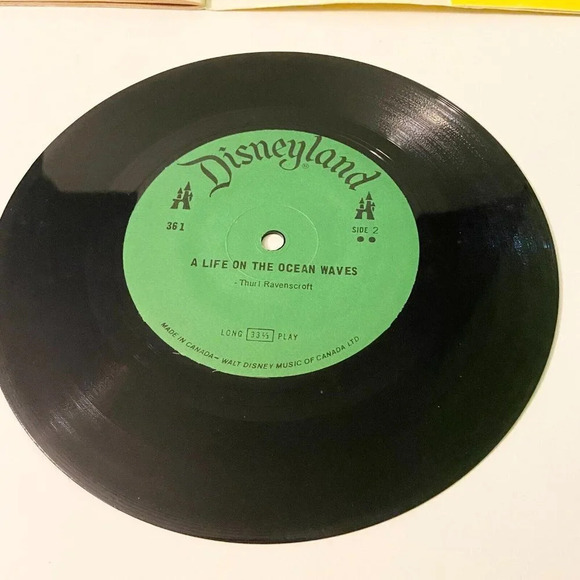 Disneyland®
361
SIDE 2
A LIFE ON THE OCEAN WAVES
- Thurl Ravenscroft
LONG 33⅓ PLAY
MADE IN CANADA - WALT DISNEY MUSIC OF CANADA LTD